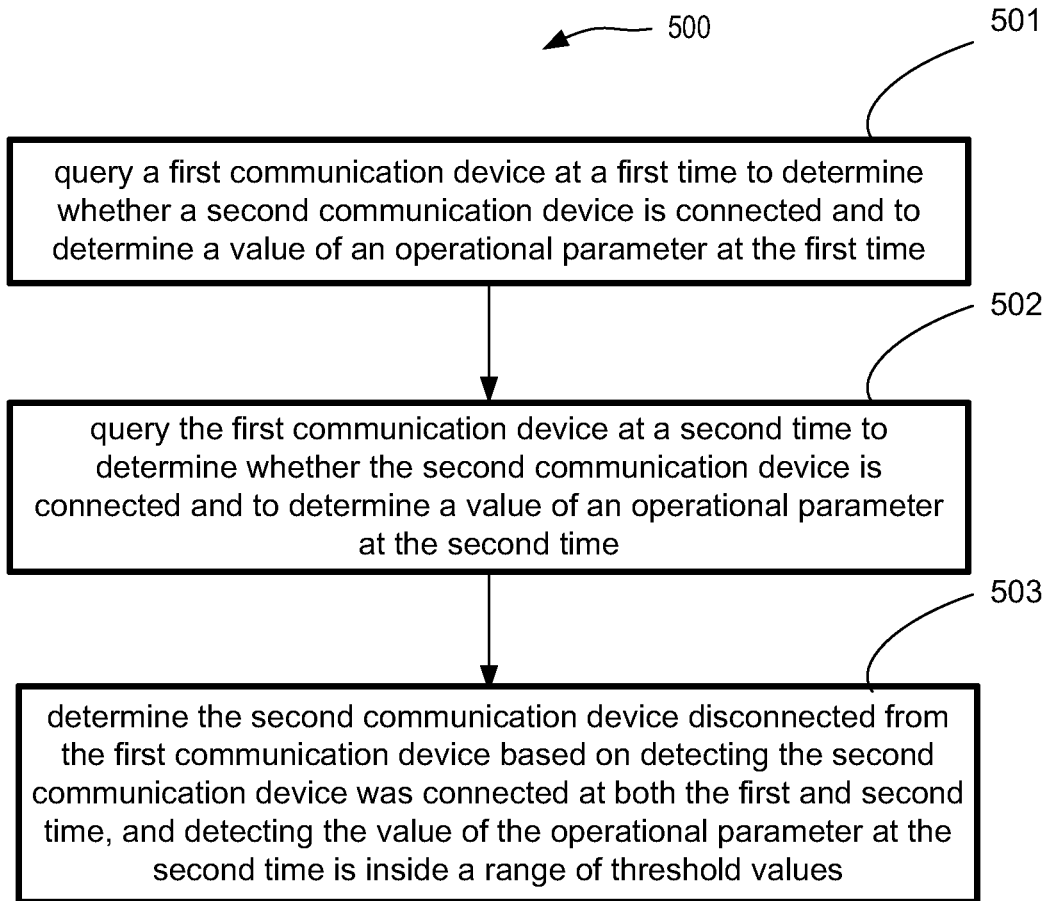 500
501
query a first communication device at a first time to determine
whether a second communication device is connected and to
determine a value of an operational parameter at the first time
502
query the first communication device at a second time to
determine whether the second communication device is
connected and to determine a value of an operational parameter
at the second time
503
determine the second communication device disconnected from
the first communication device based on detecting the second
communication device was connected at both the first and second
time, and detecting the value of the operational parameter at the
second time is inside a range of threshold values